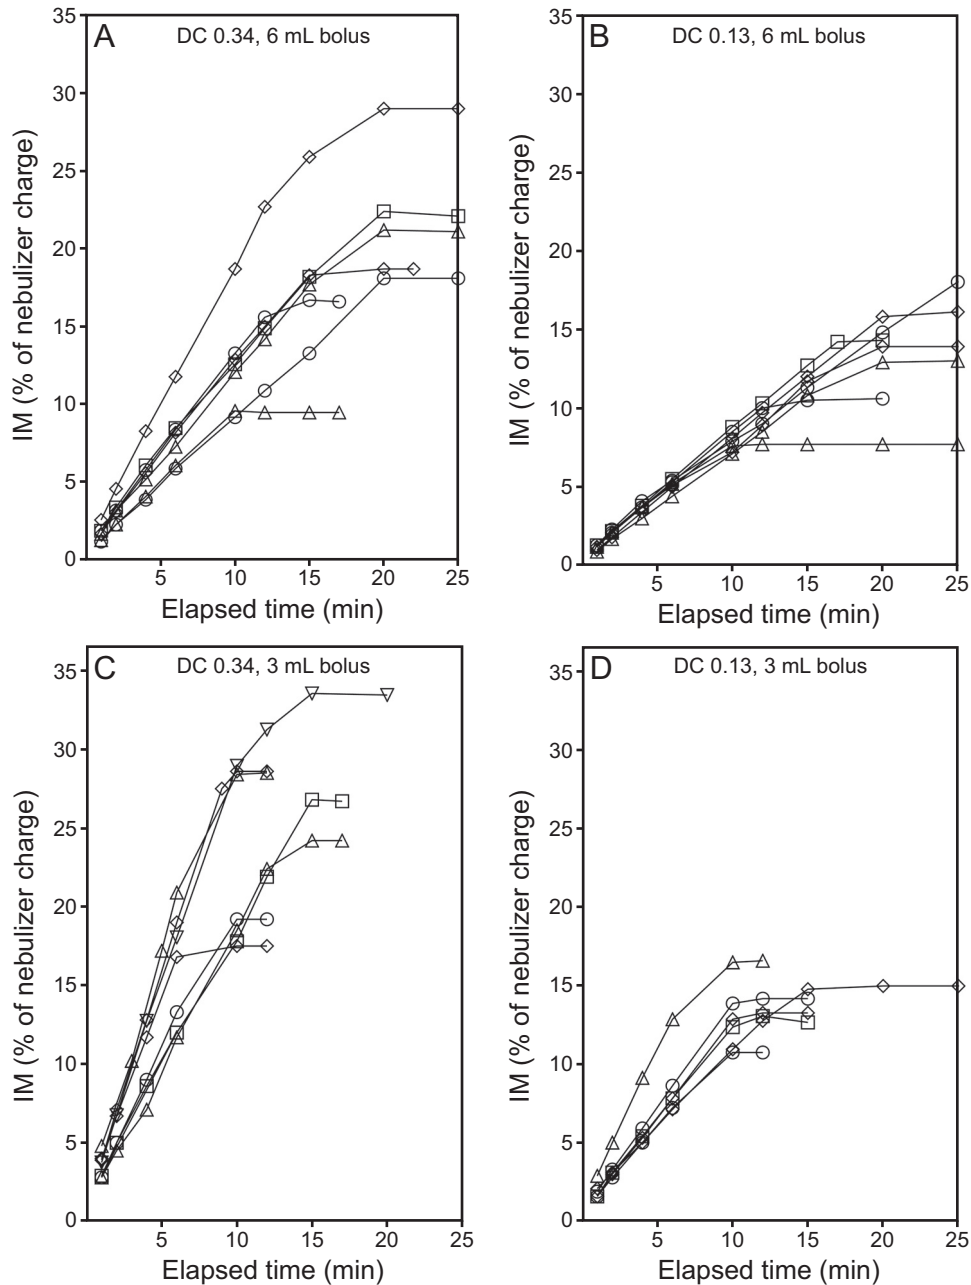 A
DC 0.34, 6 mL bolus
35
30
25
20
15
10
5
0
IM (% of nebulizer charge)
5 10 15 20 25
Elapsed time (min)
B
DC 0.13, 6 mL bolus
35
30
25
20
15
10
5
0
IM (% of nebulizer charge)
5 10 15 20 25
Elapsed time (min)
C
DC 0.34, 3 mL bolus
35
30
25
20
15
10
5
0
IM (% of nebulizer charge)
5 10 15 20 25
Elapsed time (min)
D
DC 0.13, 3 mL bolus
35
30
25
20
15
10
5
0
IM (% of nebulizer charge)
5 10 15 20 25
Elapsed time (min)